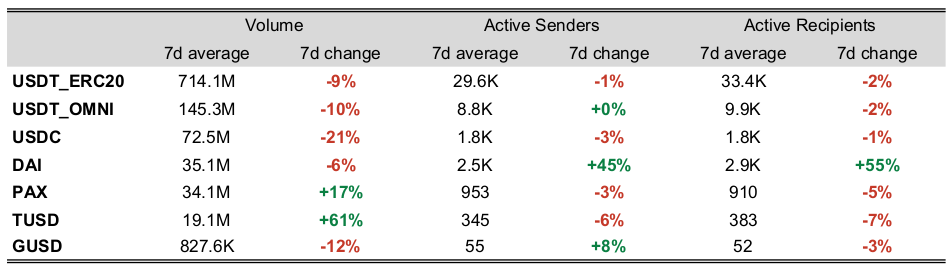 Volume Active Senders Active Recipients
7d average 7d change 7d average 7d change 7d average 7d change
USDT_ERC20 714.1M -9% 29.6K -1% 33.4K -2%
USDT_OMNI 145.3M -10% 8.8K +0% 9.9K -2%
USDC 72.5M -21% 1.8K -3% 1.8K -1%
DAI 35.1M -6% 2.5K +45% 2.9K +55%
PAX 34.1M +17% 953 -3% 910 -5%
TUSD 19.1M +61% 345 -6% 383 -7%
GUSD 827.6K -12% 55 +8% 52 -3%